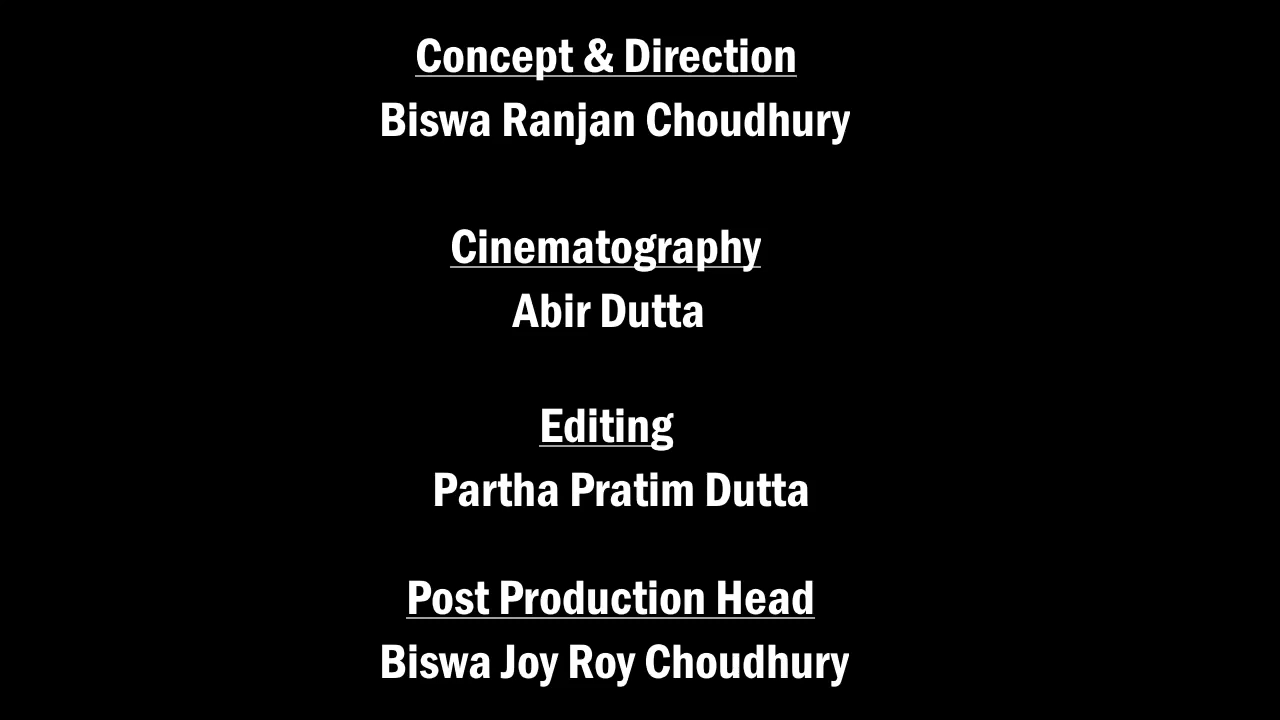 Concept & Direction
Biswa Ranjan Choudhury
Cinematography
Abir Dutta
Editing
Partha Pratim Dutta
Post Production Head
Biswa Joy Roy Choudhury